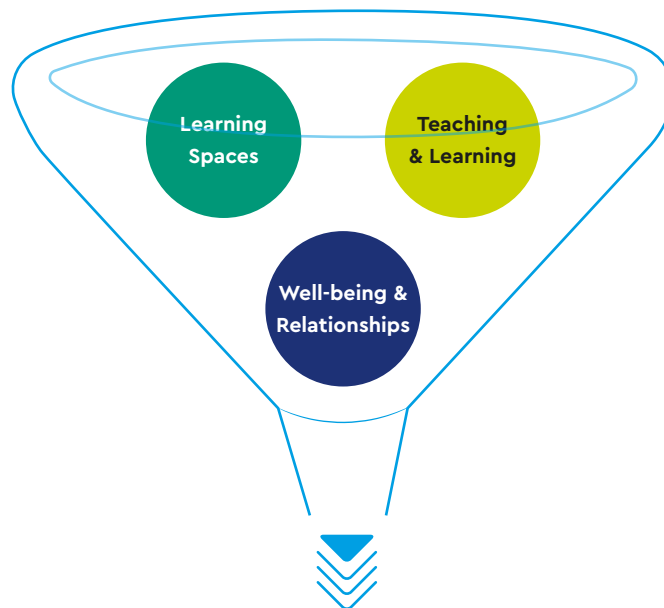 Learning
Spaces
Teaching
& Learning
Well-being &
Relationships